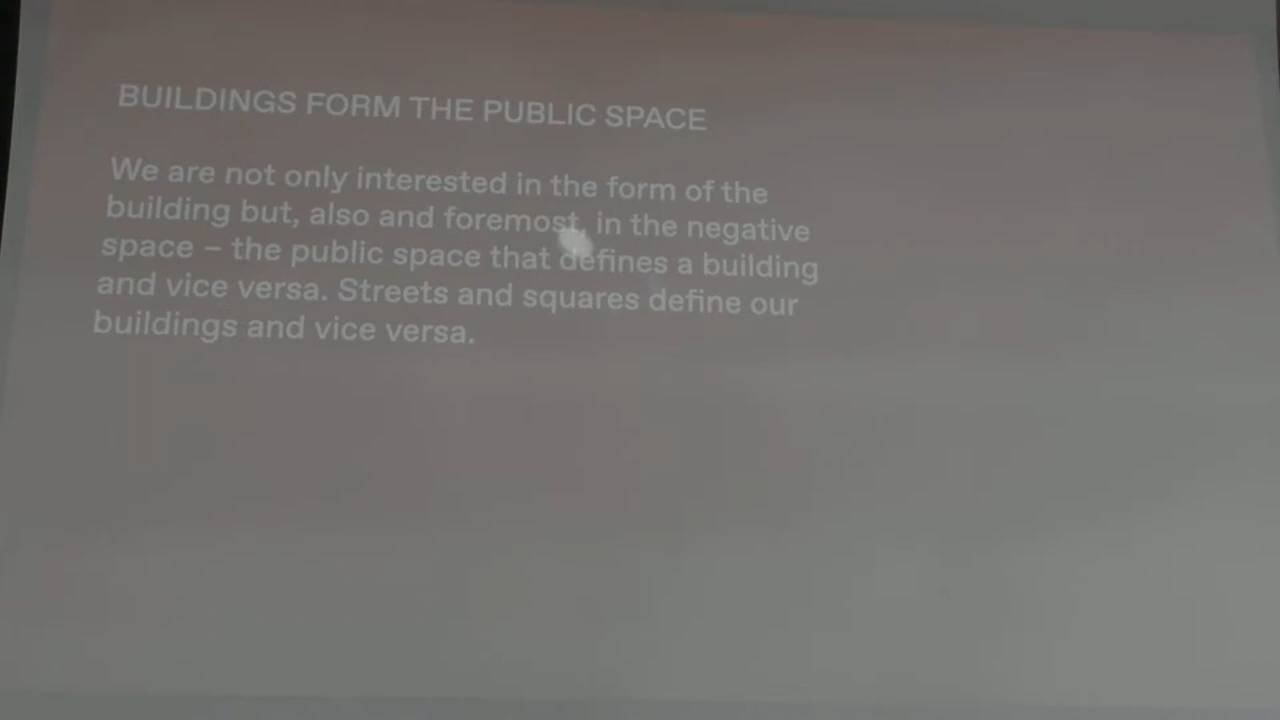 BUILDINGS FORM THE PUBLIC SPACE
We are not only interested in the form of the
building but, also and foremost, in the negative
space – the public space that defines a building
and vice versa. Streets and squares define our
buildings and vice versa.